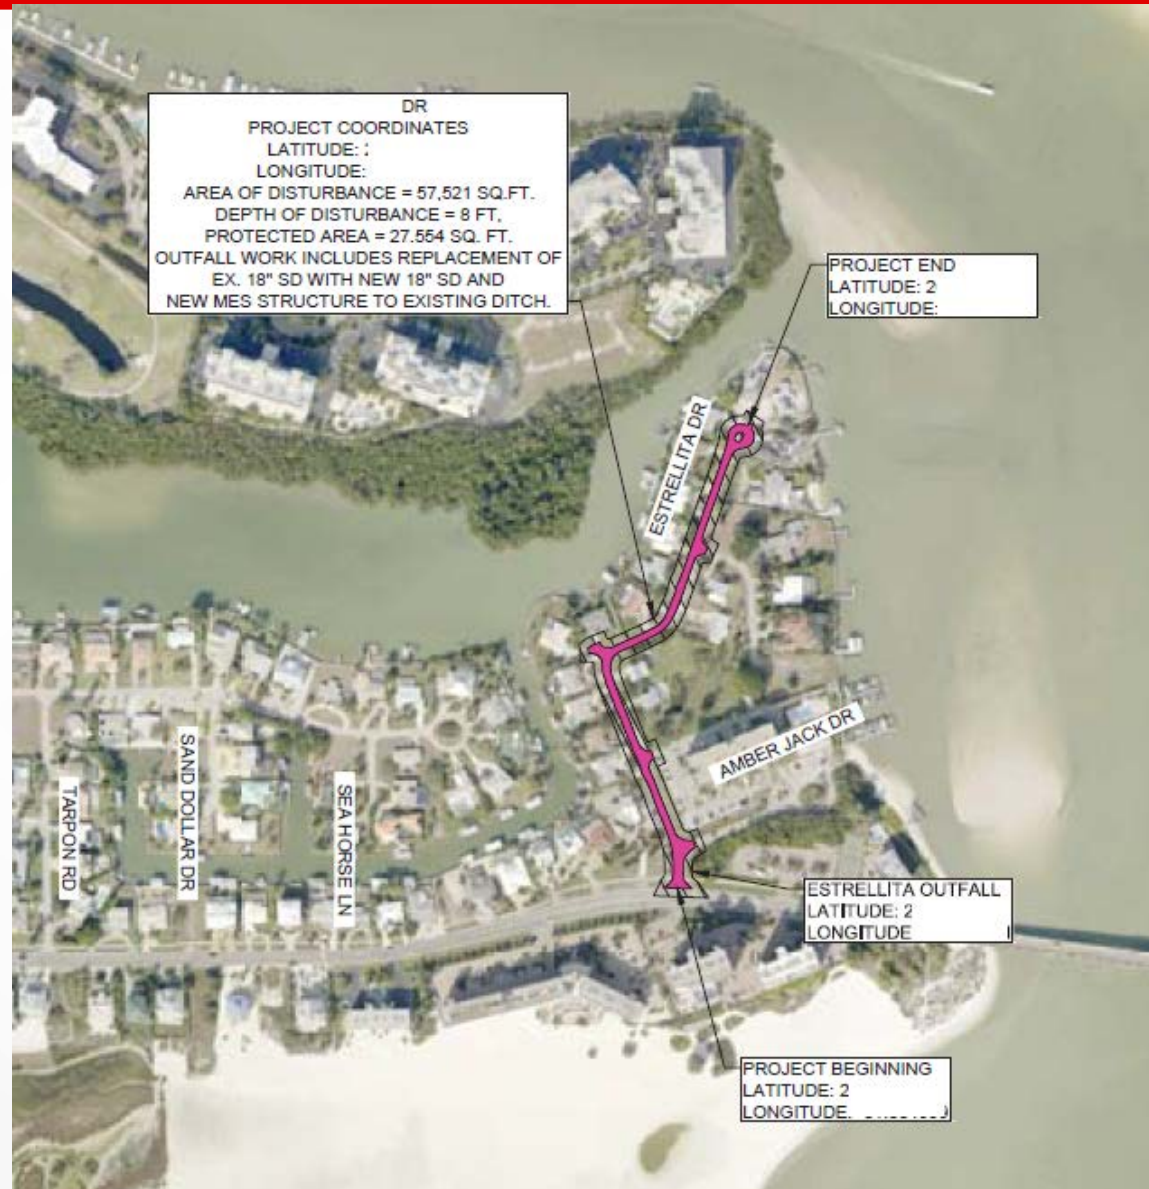 DR
PROJECT COORDINATES
LATITUDE: :
LONGITUDE:
AREA OF DISTURBANCE = 57,521 SQ.FT.
DEPTH OF DISTURBANCE = 8 FT,
PROTECTED AREA = 27.554 SQ. FT.
OUTFALL WORK INCLUDES REPLACEMENT OF
EX. 18" SD WITH NEW 18" SD AND
NEW MES STRUCTURE TO EXISTING DITCH.
PROJECT END
LATITUDE: 2
LONGITUDE:
ESTRELLITA DR
AMBER JACK DR
SAND DOLLAR DR
SEA HORSE LN
TARPON RD
ESTRELLITA OUTFALL
LATITUDE: 2
LONGITUDE
PROJECT BEGINNING
LATITUDE: 2
LONGITUDE.